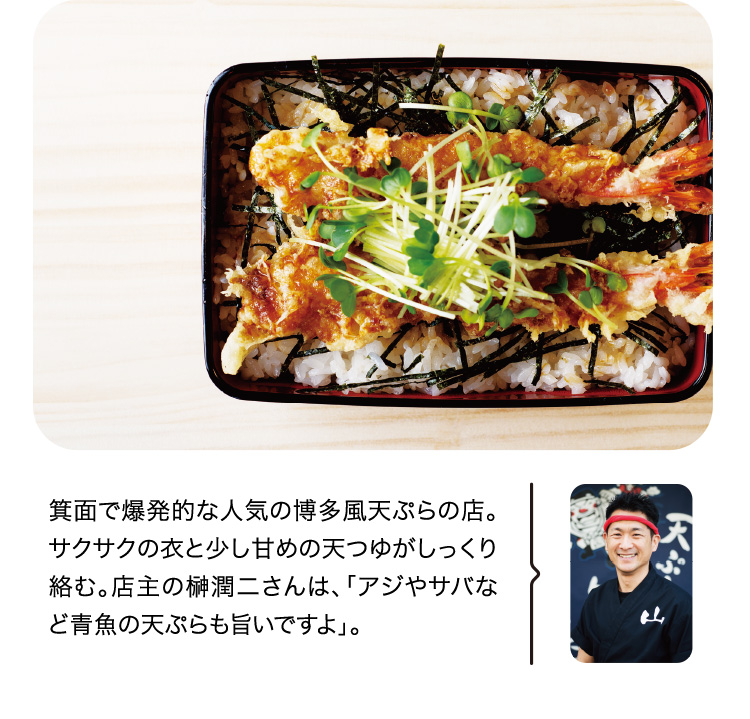 箕面で爆発的な人気の博多風天ぷらの店。
サクサクの衣と少し甘めの天つゆがしっくり
絡む。店主の榊潤二さんは、「アジやサバな
ど青魚の天ぷらも旨いですよ」。
天ぷ
山